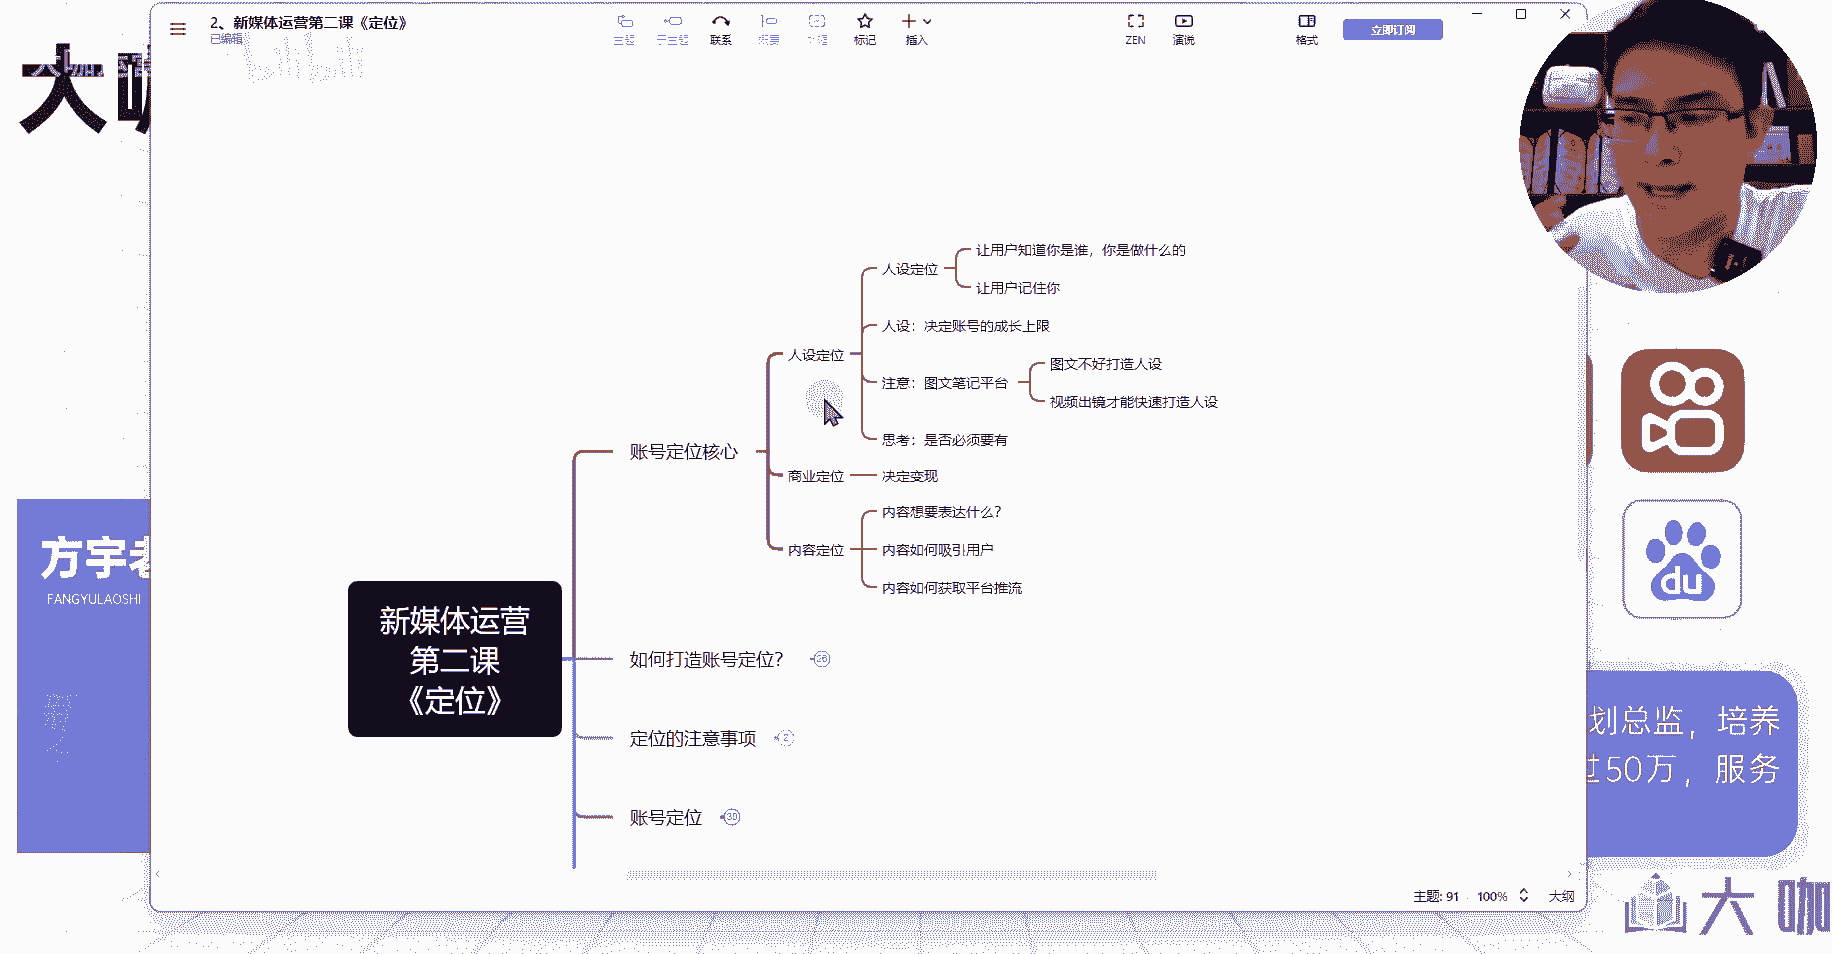 2、新媒体运营第二课《定位》
已编辑
主题
子主题
联系
概要
外框
标记
插入
ZEN
演说
格式
立即订阅
bilibili
大咖
让用户知道你是谁，你是做什么的
人设定位
让用户记住你
人设：决定账号的成长上限
人设定位
图文不好打造人设
注意：图文笔记平台
视频出镜才能快速打造人设
思考：是否必须要有
账号定位核心
商业定位
决定变现
内容想要表达什么？
内容定位
内容如何吸引用户
内容如何获取平台推流
方宇老
FANGYULAOSHI
新媒体运营
第二课
《定位》
如何打造账号定位？
26
定位的注意事项
2
账号定位
30
du
划总监，培养
过50万，服务
主题: 91
100%
大纲
大咖